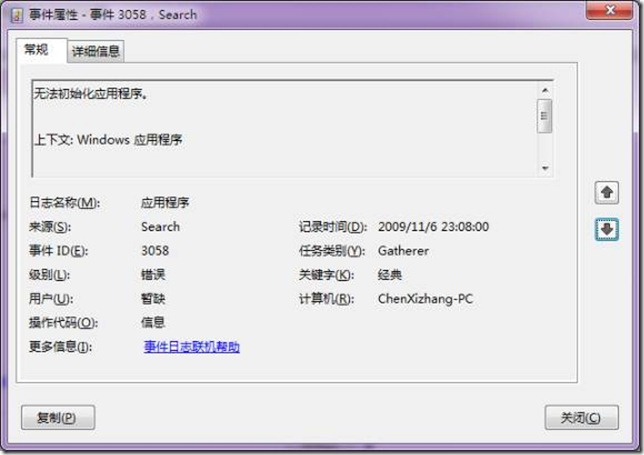 事件属性 - 事件 3058，Search
常规 详细信息
无法初始化应用程序。
上下文: Windows 应用程序
日志名称(M): 应用程序
来源(S): Search 记录时间(D): 2009/11/6 23:08:00
事件 ID(E): 3058 任务类别(Y): Gatherer
级别(L): 错误 关键字(K): 经典
用户(U): 暂缺 计算机(R): ChenXizhang-PC
操作代码(O): 信息
更多信息(I): 事件日志联机帮助
复制(P) 关闭(C)